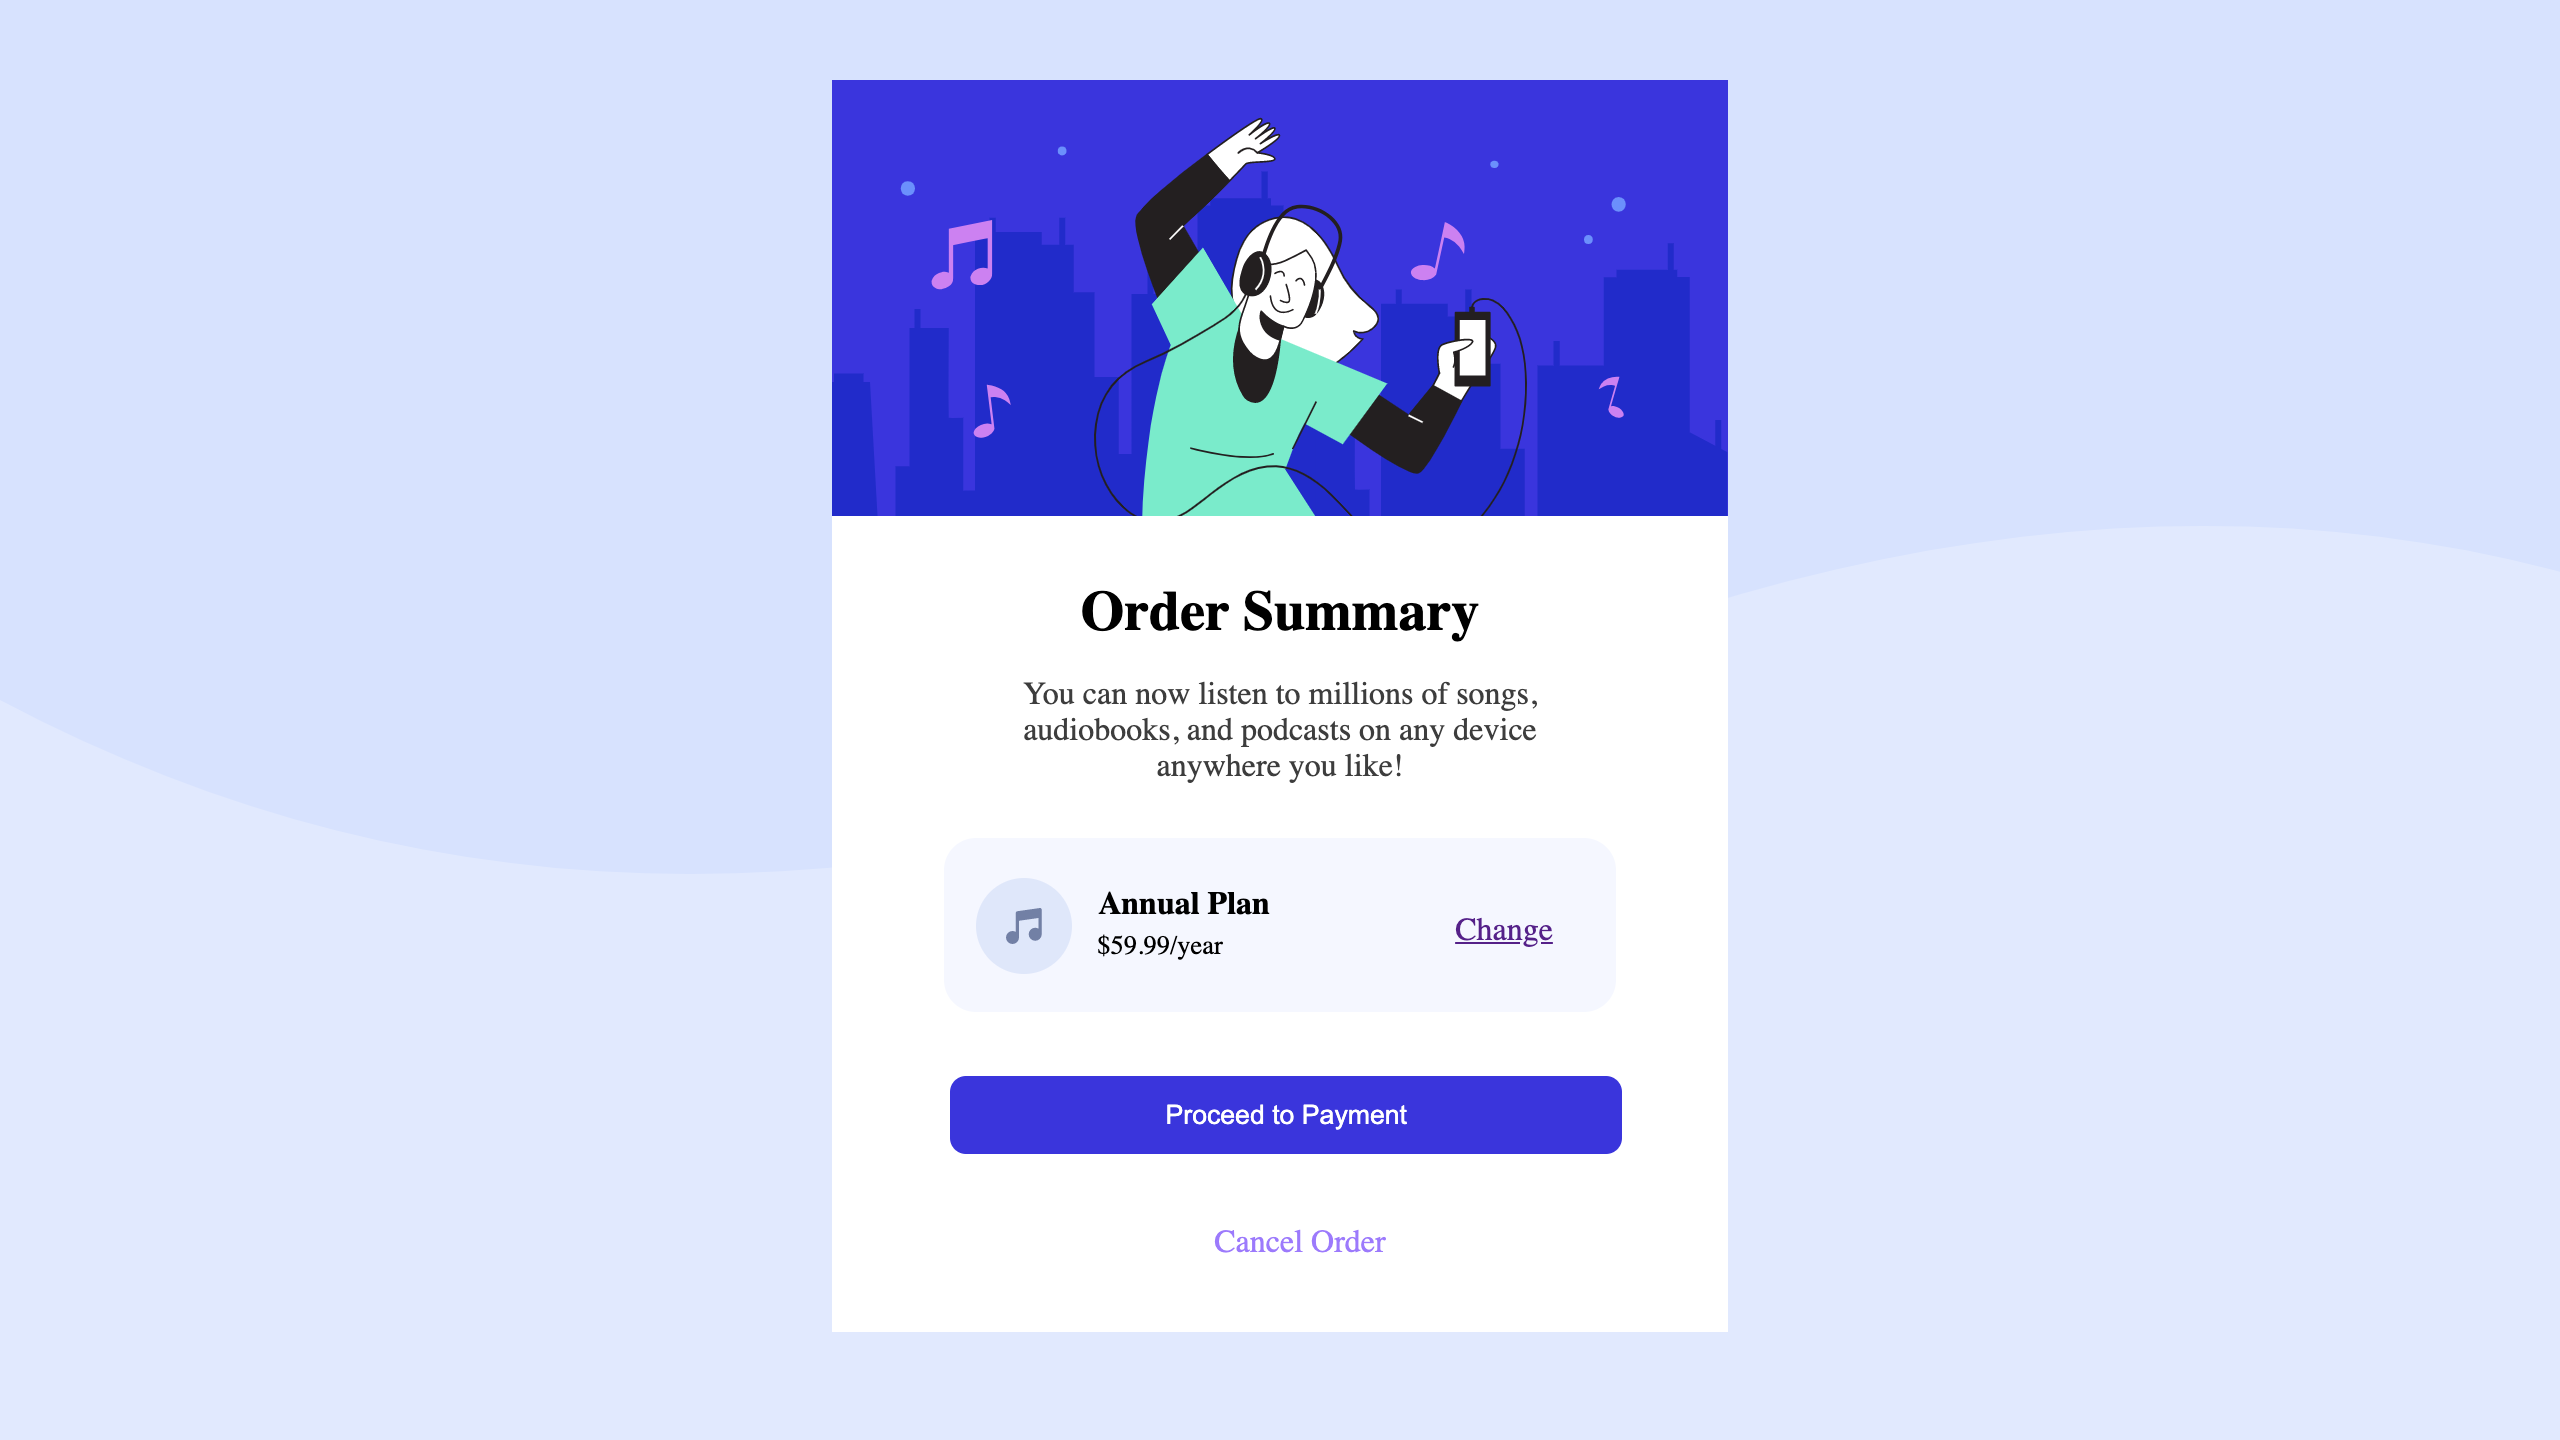 Order Summary
You can now listen to millions of songs,
audiobooks, and podcasts on any device
anywhere you like!
Annual Plan
$59.99/year
Change
Proceed to Payment
Cancel Order